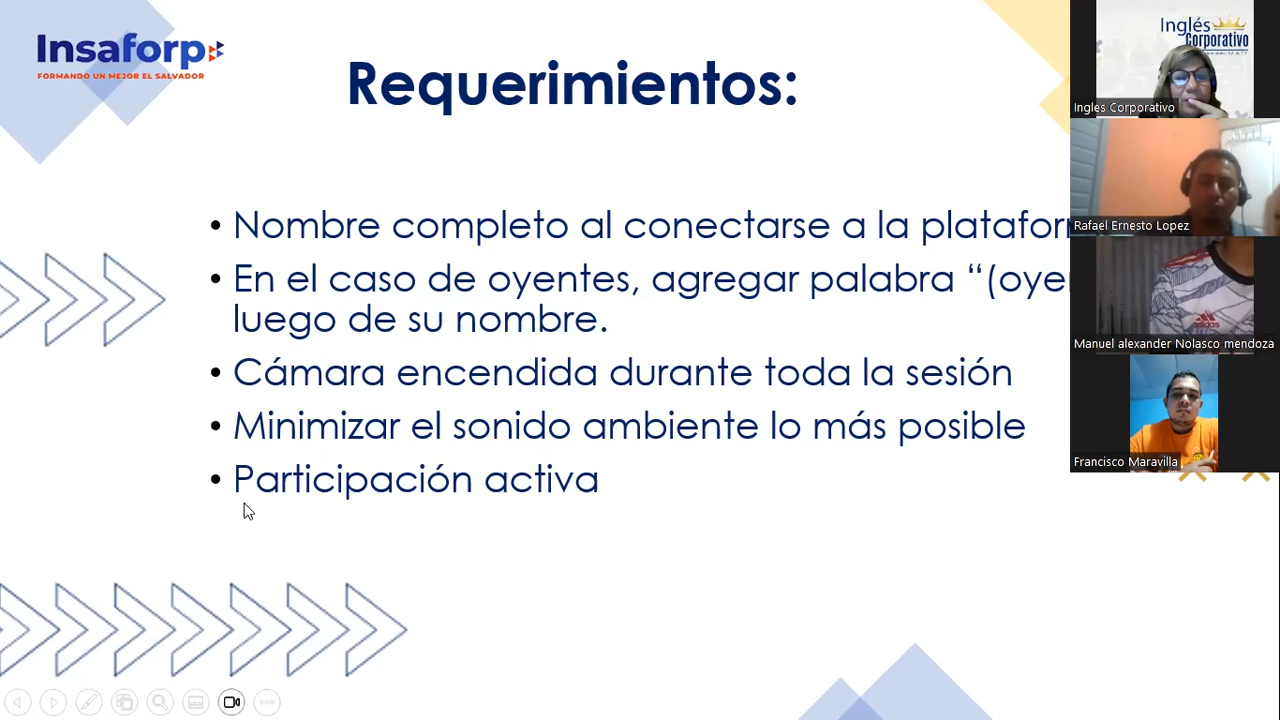 Insaforp
FORMANDO UN MEJOR EL SALVADOR
Requerimientos:
• Nombre completo al conectarse a la platafor
• En el caso de oyentes, agregar palabra “(oye
luego de su nombre.
• Cámara encendida durante toda la sesión
• Minimizar el sonido ambiente lo más posible
• Participación activa
Inglés
Corporativo
Ingles Corporativo
Rafael Ernesto Lopez
Manuel alexander Nolasco mendoza
adidas
Francisco Maravilla